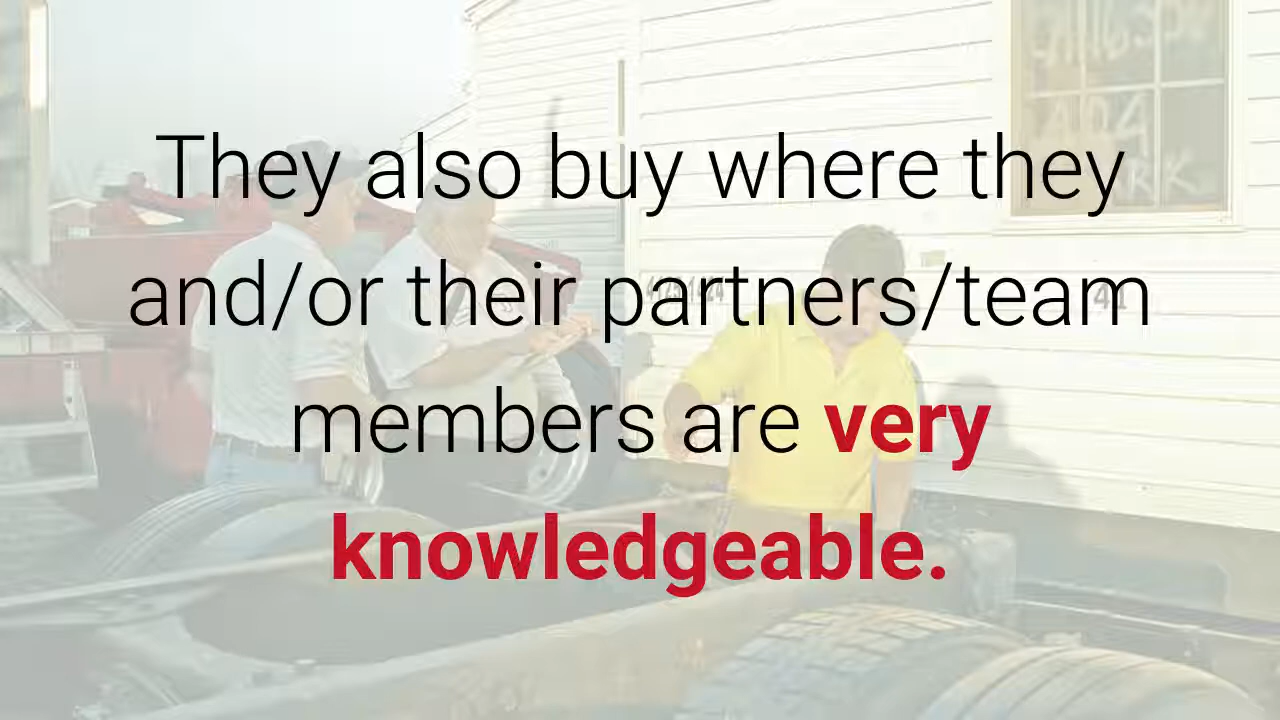 They also buy where they
and/or their partners/team
members are very
knowledgeable.